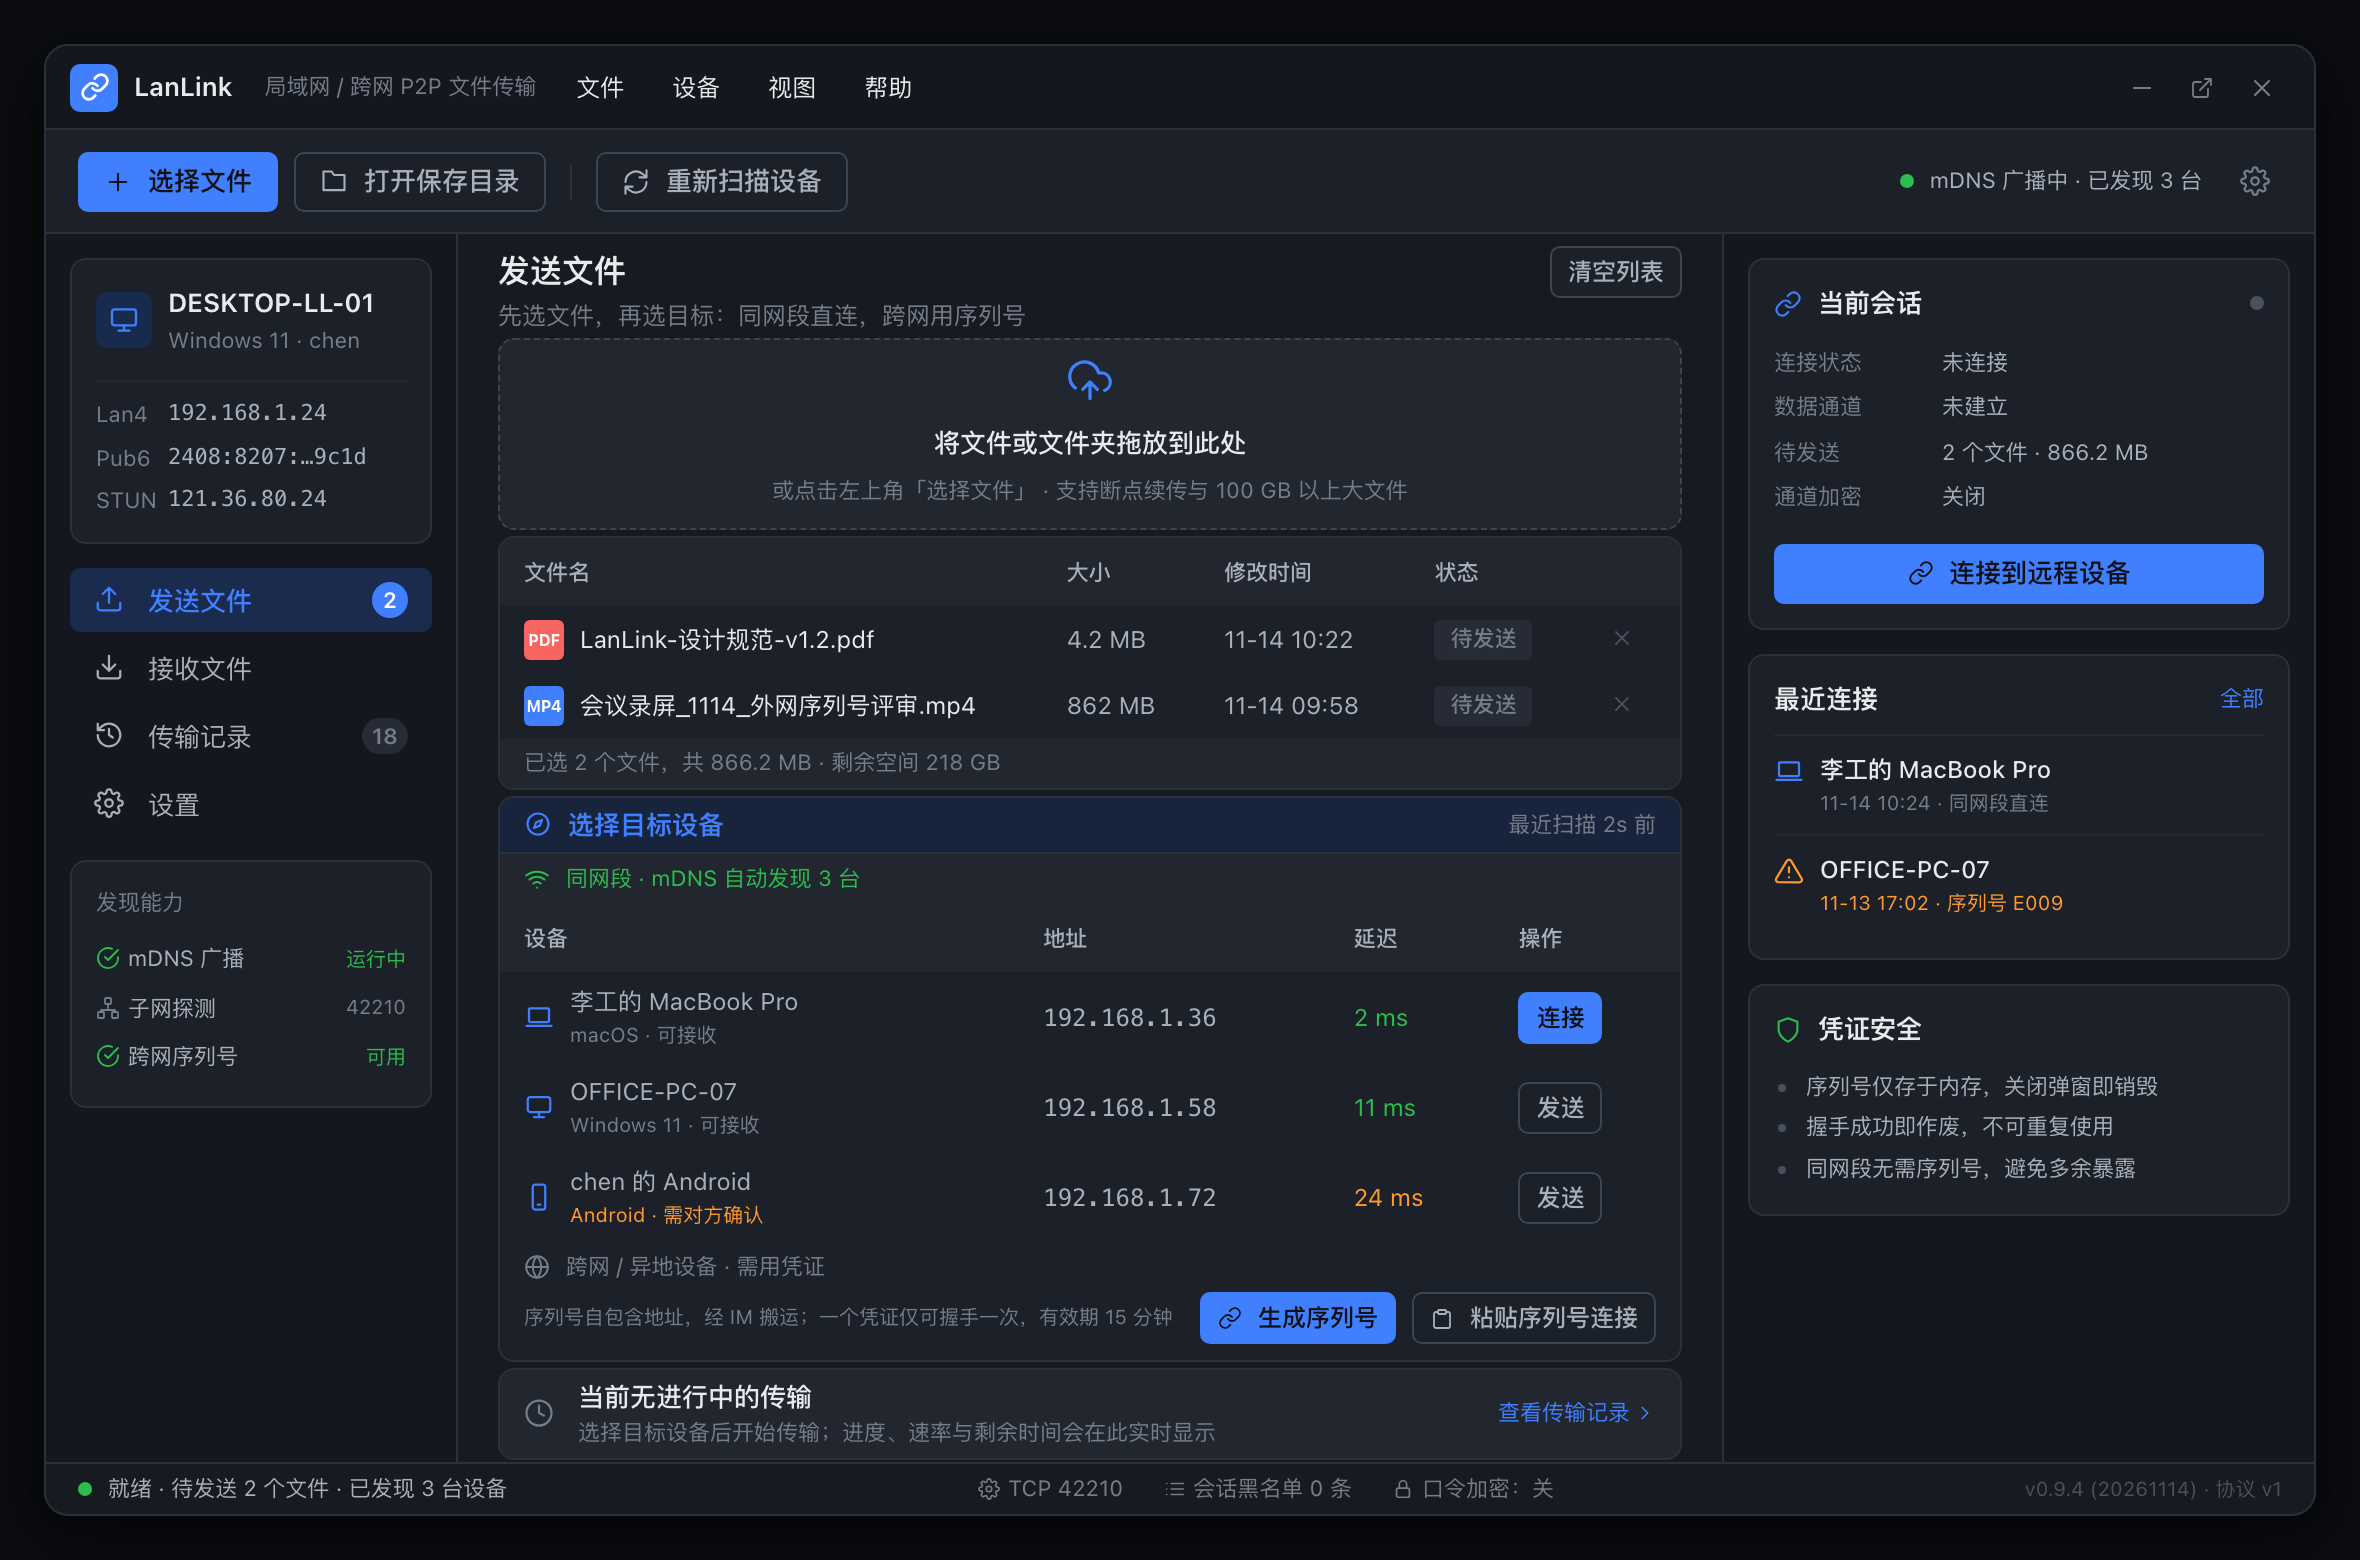 LanLink 局域网 / 跨网 P2P 文件传输 文件 设备 视图 帮助
选择文件 打开保存目录 重新扫描设备 mDNS 广播中 · 已发现 3 台
DESKTOP-LL-01
Windows 11 · chen
Lan4 192.168.1.24
Pub6 2408:8207:…9c1d
STUN 121.36.80.24
发送文件 2
接收文件
传输记录 18
设置
发现能力
mDNS 广播 运行中
子网探测 42210
跨网序列号 可用
发送文件 清空列表
先选文件，再选目标：同网段直连，跨网用序列号
将文件或文件夹拖放到此处
或点击左上角「选择文件」 · 支持断点续传与 100 GB 以上大文件
文件名 大小 修改时间 状态
PDF LanLink-设计规范-v1.2.pdf 4.2 MB 11-14 10:22 待发送
MP4 会议录屏_1114_外网序列号评审.mp4 862 MB 11-14 09:58 待发送
已选 2 个文件，共 866.2 MB · 剩余空间 218 GB
选择目标设备 最近扫描 2s 前
同网段 · mDNS 自动发现 3 台
设备 地址 延迟 操作
李工的 MacBook Pro
macOS · 可接收 192.168.1.36 2 ms 连接
OFFICE-PC-07
Windows 11 · 可接收 192.168.1.58 11 ms 发送
chen 的 Android
Android · 需对方确认 192.168.1.72 24 ms 发送
跨网 / 异地设备 · 需用凭证
序列号自包含地址，经 IM 搬运；一个凭证仅可握手一次，有效期 15 分钟 生成序列号 粘贴序列号连接
当前无进行中的传输
选择目标设备后开始传输；进度、速率与剩余时间会在此实时显示 查看传输记录
当前会话
连接状态 未连接
数据通道 未建立
待发送 2 个文件 · 866.2 MB
通道加密 关闭
连接到远程设备
最近连接 全部
李工的 MacBook Pro
11-14 10:24 · 同网段直连
OFFICE-PC-07
11-13 17:02 · 序列号 E009
凭证安全
序列号仅存于内存，关闭弹窗即销毁
握手成功即作废，不可重复使用
同网段无需序列号，避免多余暴露
就绪 · 待发送 2 个文件 · 已发现 3 台设备 TCP 42210 会话黑名单 0 条 口令加密：关 v0.9.4 (20261114) · 协议 v1